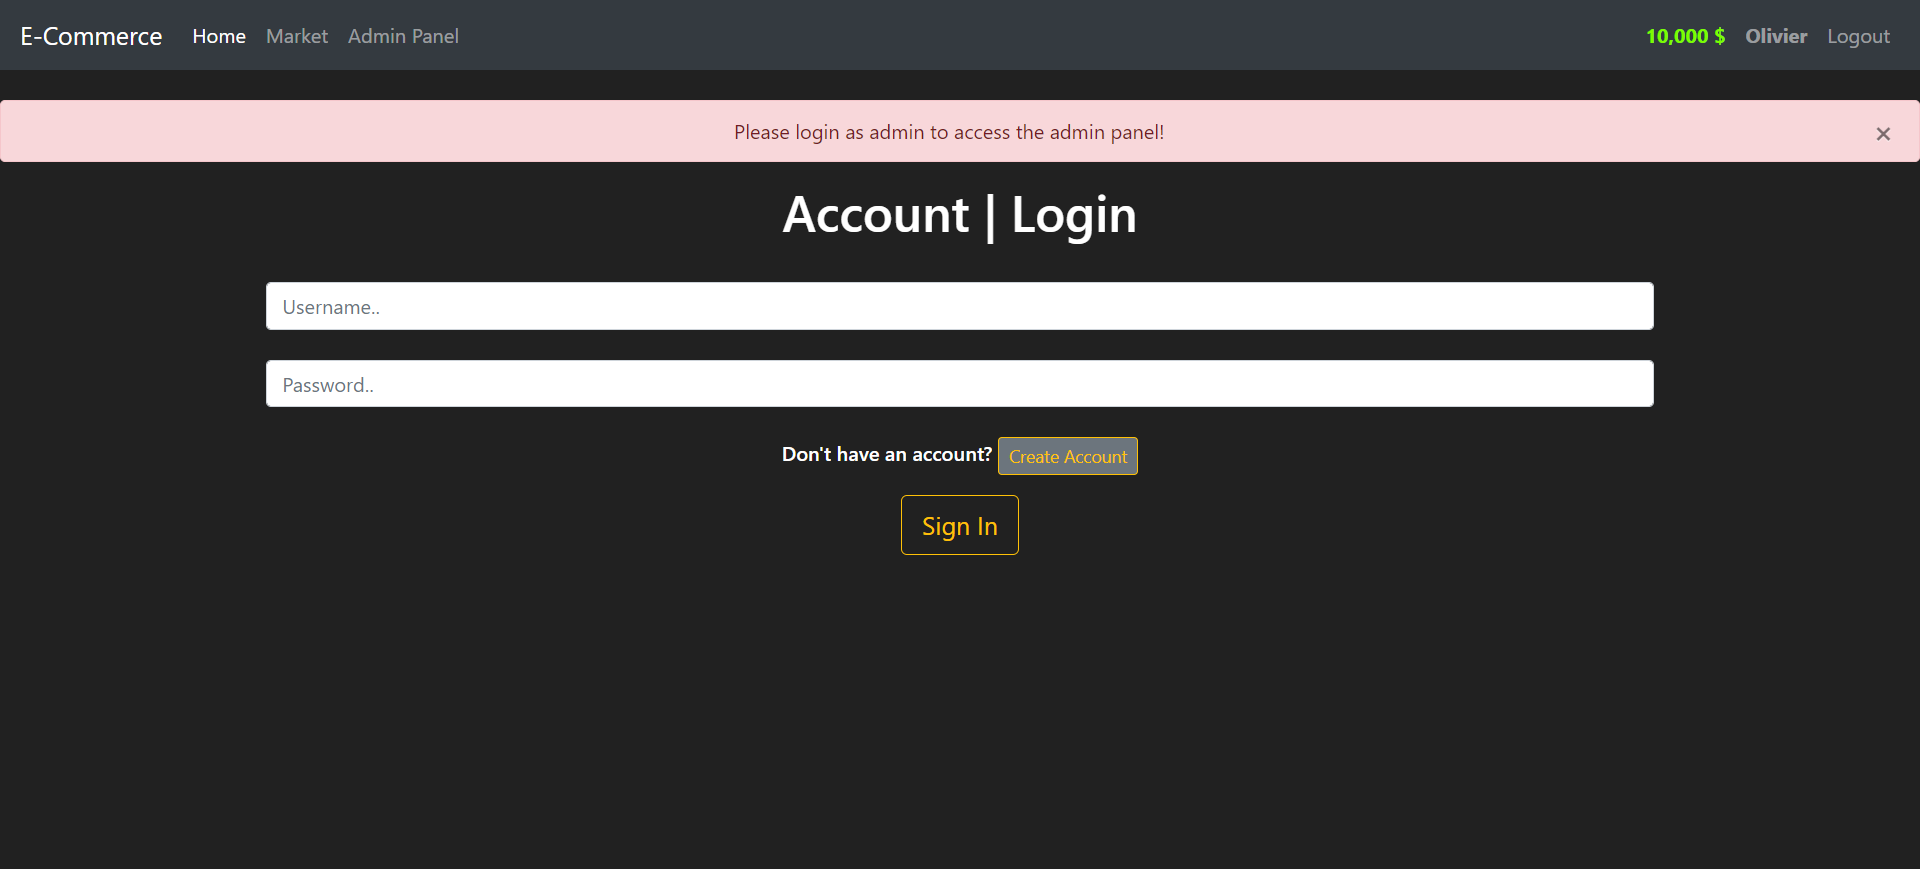 E-Commerce Home Market Admin Panel 10,000 $ Olivier Logout
Please login as admin to access the admin panel! ×
Account | Login
Username..
Password..
Don't have an account? Create Account
Sign In